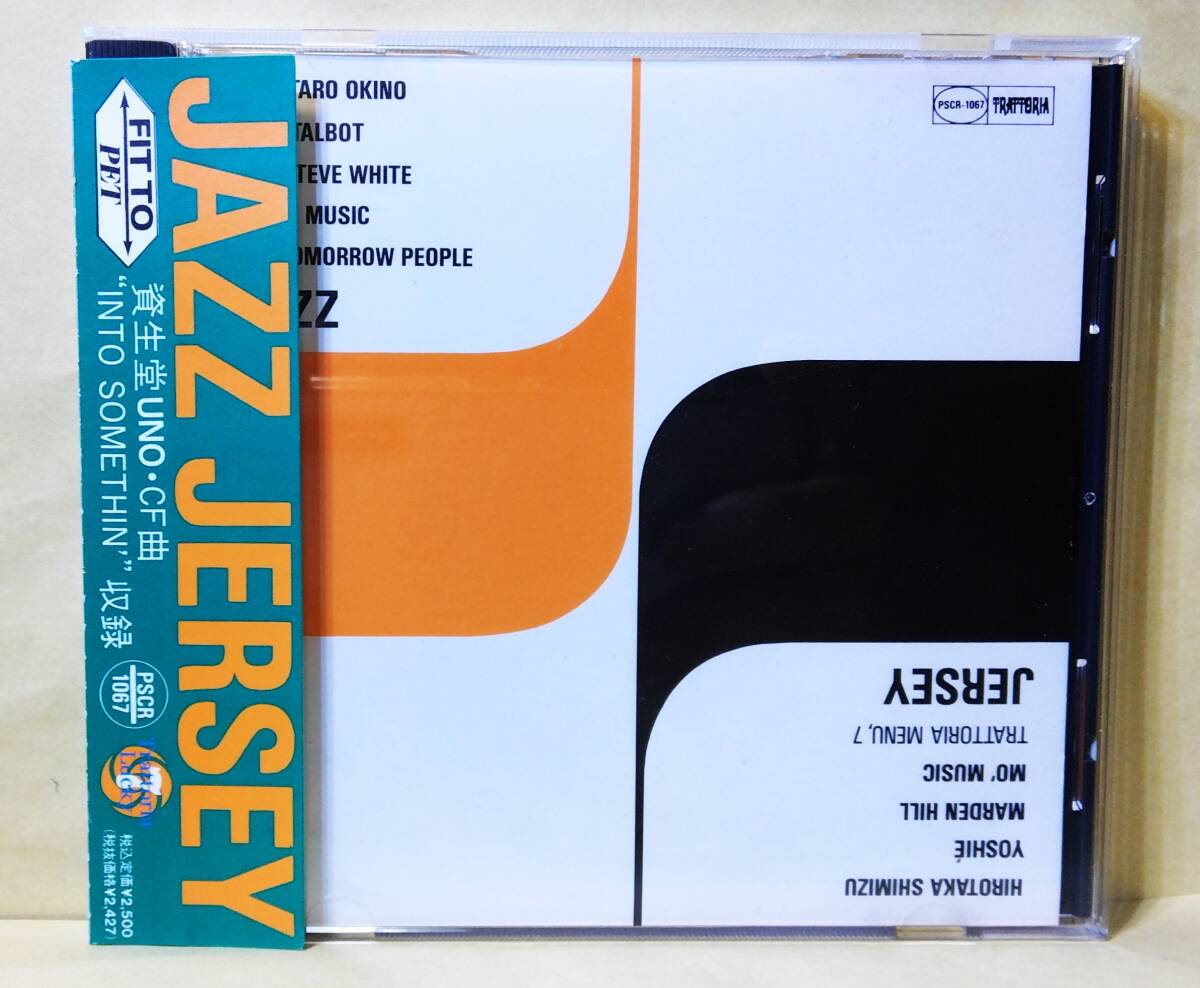 JAZZ JERSEY
FIT TO
PET
資生堂UNO・CF曲
“INTO SOMETHIN’” 収録
PSCR
1067
税込定価¥2,500
(税抜価格¥2,427)
TARO OKINO
TALBOT
TEVE WHITE
MUSIC
OMORROW PEOPLE
ZZ
PSCR-1067
TRATTORIA
JERSEY
TRATTORIA MENU, 7
MO' MUSIC
MARDEN HILL
YOSHIÉ
HIROTAKA SHIMIZU